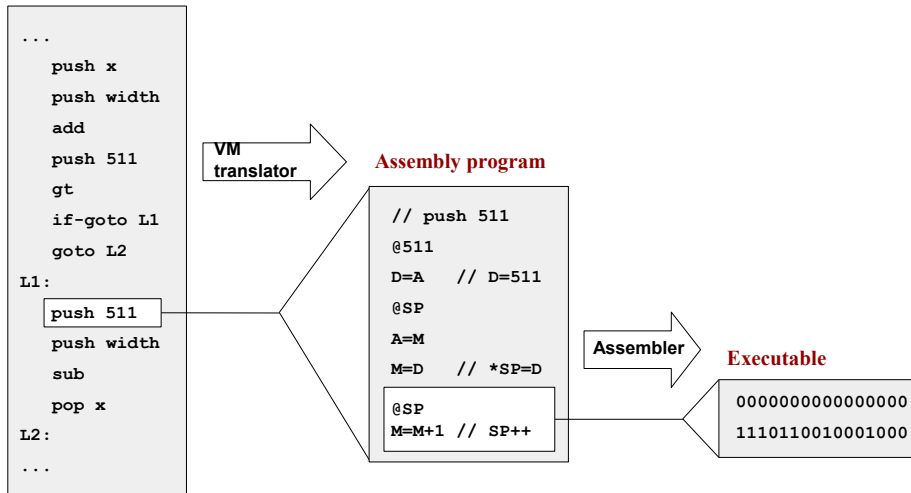 ...
push x
push width
add
push 511
gt
if-goto L1
goto L2
L1:
push 511
push width
sub
pop x
L2:
...
VM
translator
Assembly program
// push 511
@511
D=A // D=511
@SP
A=M
M=D // *SP=D
@SP
M=M+1 // SP++
Assembler
Executable
0000000000000000
1110110010001000